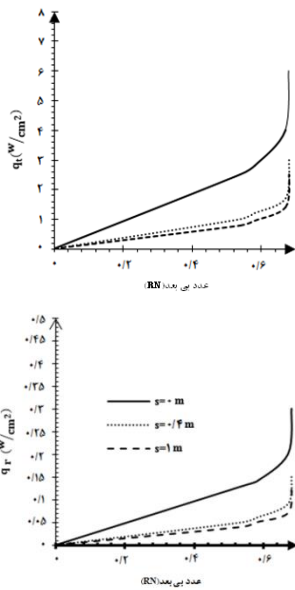 ۸
۷
۶
۵
۴
۳
۲
۱
۰
q_t(w/cm²)
۰ ۰/۲ ۰/۴ ۰/۶
عدد بی بعد(RN)
۰/۵
۰/۴۵
۰/۴
۰/۳۵
۰/۳
۰/۲۵
۰/۲
۰/۱۵
۰/۱
۰/۰۵
۰
q r (w/cm²)
s=۰ m
s=۰/۴ m
s=۱ m
۰ ۰/۲ ۰/۴ ۰/۶
عدد بی بعد(RN)